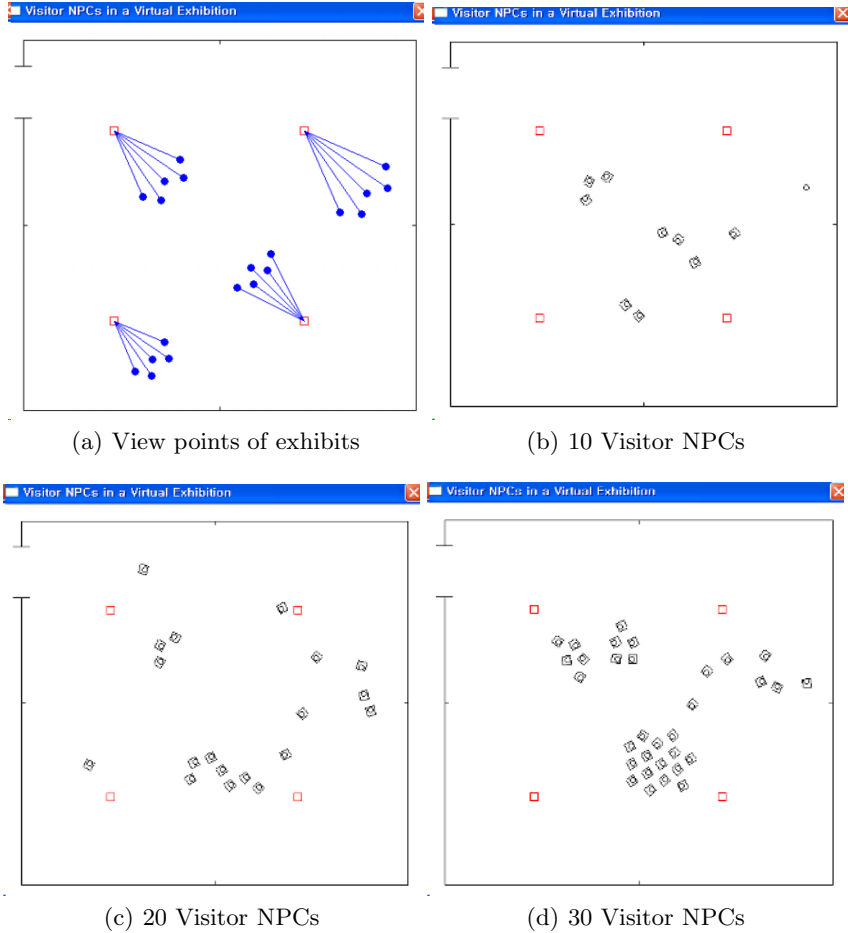 Visitor NPCs in a Virtual Exhibition
Visitor NPCs in a Virtual Exhibition
(a) View points of exhibits
(b) 10 Visitor NPCs
Visitor NPCs in a Virtual Exhibition
Visitor NPCs in a Virtual Exhibition
(c) 20 Visitor NPCs
(d) 30 Visitor NPCs